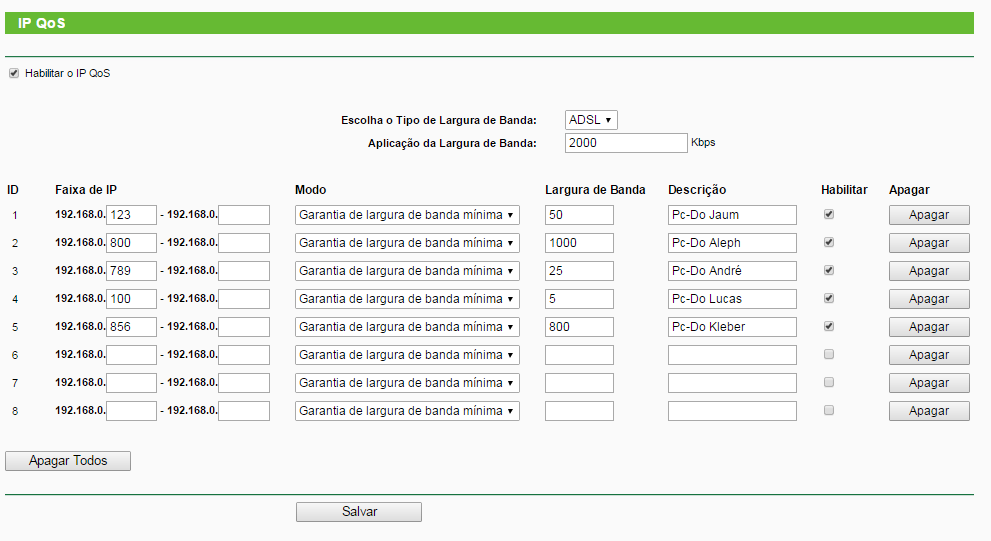 IP QoS
Habilitar o IP QoS
Escolha o Tipo de Largura de Banda: ADSL
Aplicação da Largura de Banda: 2000 Kbps
ID Faixa de IP Modo Largura de Banda Descrição Habilitar Apagar
1 192.168.0. 123 - 192.168.0. Garantia de largura de banda mínima 50 Pc-Do Jaum Apagar
2 192.168.0. 800 - 192.168.0. Garantia de largura de banda mínima 1000 Pc-Do Aleph Apagar
3 192.168.0. 789 - 192.168.0. Garantia de largura de banda mínima 25 Pc-Do André Apagar
4 192.168.0. 100 - 192.168.0. Garantia de largura de banda mínima 5 Pc-Do Lucas Apagar
5 192.168.0. 856 - 192.168.0. Garantia de largura de banda mínima 800 Pc-Do Kleber Apagar
6 192.168.0. - 192.168.0. Garantia de largura de banda mínima Apagar
7 192.168.0. - 192.168.0. Garantia de largura de banda mínima Apagar
8 192.168.0. - 192.168.0. Garantia de largura de banda mínima Apagar
Apagar Todos
Salvar